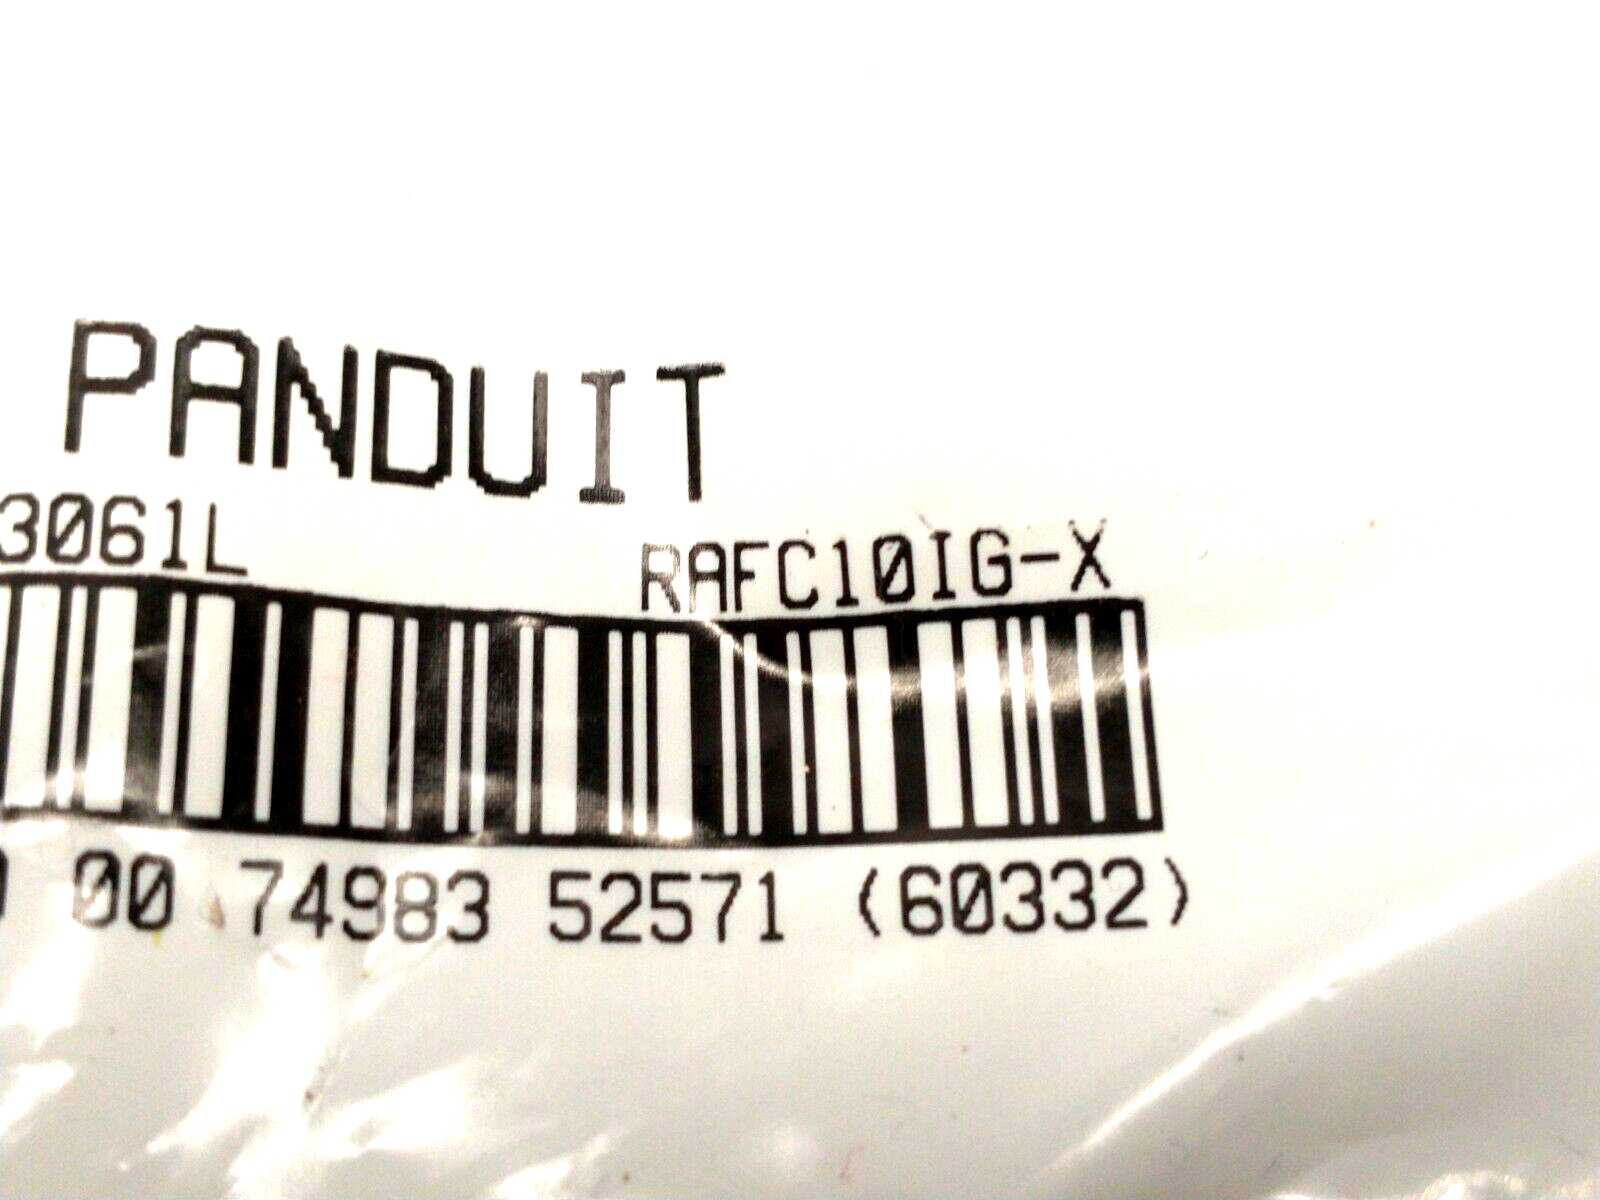 PANDUIT
3061L RAFC10IG-X
00 74983 52571 (60332)